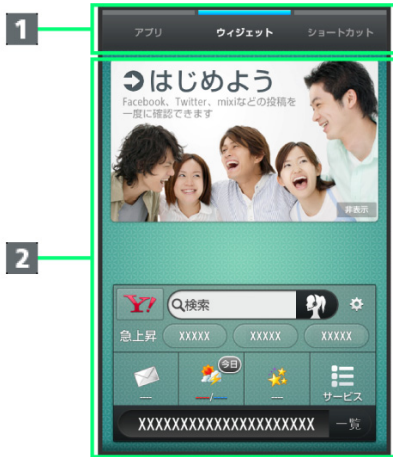 1
アプリ ウィジェット ショートカット
2
はじめよう
Facebook、Twitter、mixiなどの投稿を
一度に確認できます
非表示
Y! 検索
急上昇 XXXXX XXXXX XXXXX
今日
— —/— — サービス
XXXXXXXXXXXXXXXXXXXXX 一覧